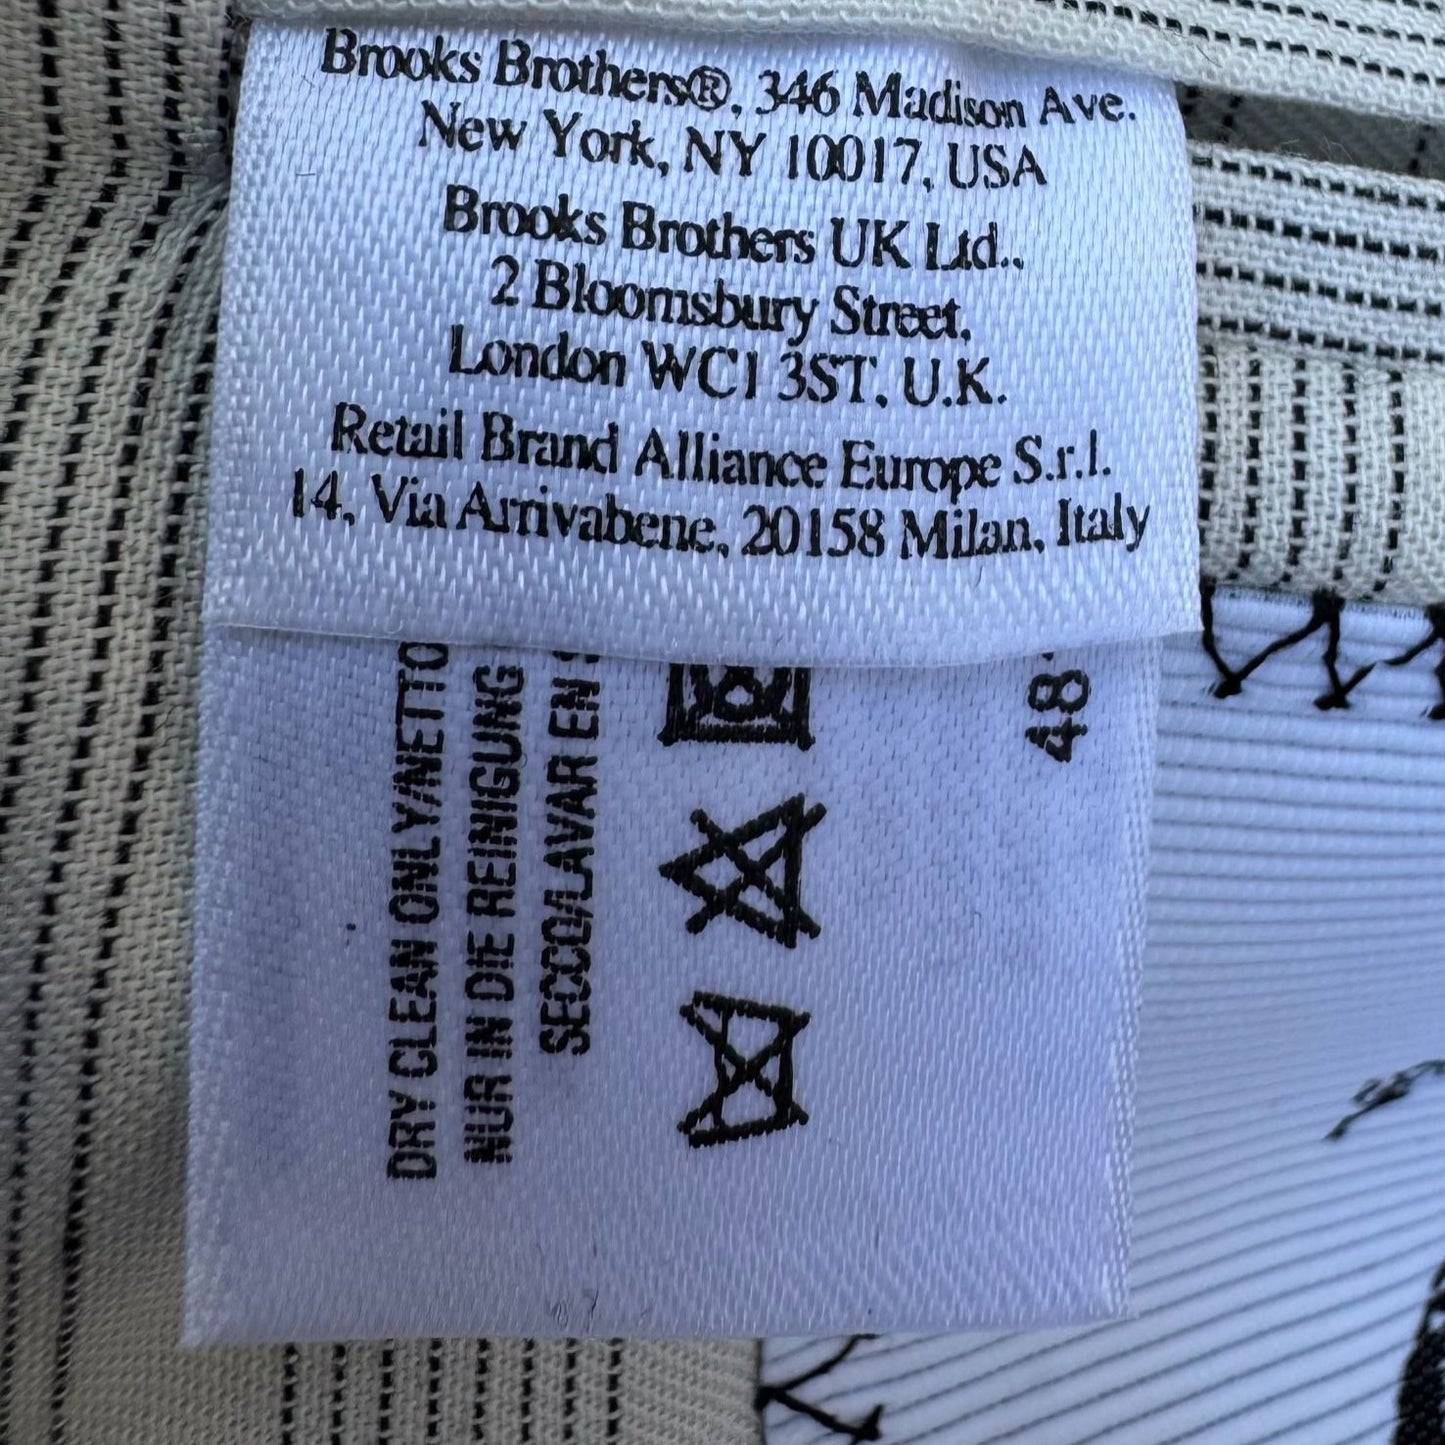 Brooks Brothers®, 346 Madison Ave.
New York, NY 10017, USA
Brooks Brothers UK Ltd.,
2 Bloomsbury Street,
London WC1 3ST, U.K.
Retail Brand Alliance Europe S.r.l.
14, Via Arrivabene, 20158 Milan, Italy
DRY CLEAN ONLY/NETTO
NUR IN DIE REINIGUNG
SECCO/LAVAR EN
48